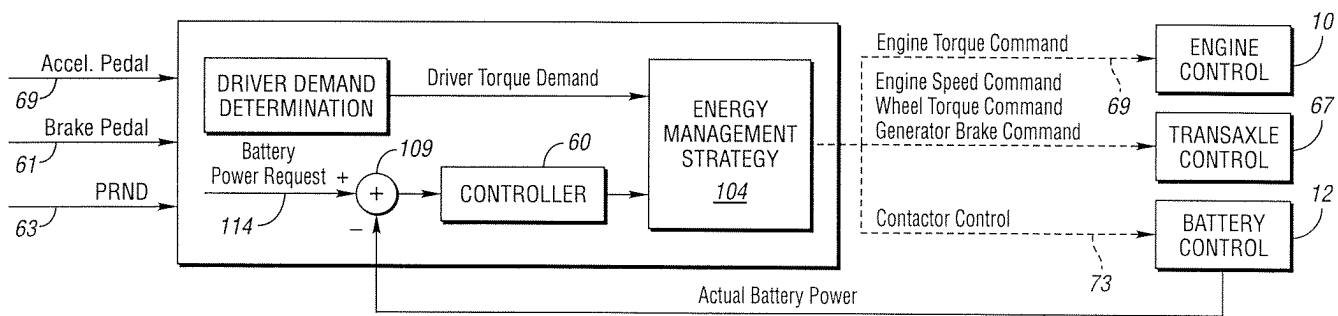 Accel. Pedal
69
Brake Pedal
61
PRND
63
DRIVER DEMAND
DETERMINATION
Driver Torque Demand
Battery
Power Request
+
114
109
+
−
60
CONTROLLER
ENERGY
MANAGEMENT
STRATEGY
104
Engine Torque Command
69
Engine Speed Command
Wheel Torque Command
Generator Brake Command
Contactor Control
73
10
ENGINE
CONTROL
67
TRANSAXLE
CONTROL
12
BATTERY
CONTROL
Actual Battery Power